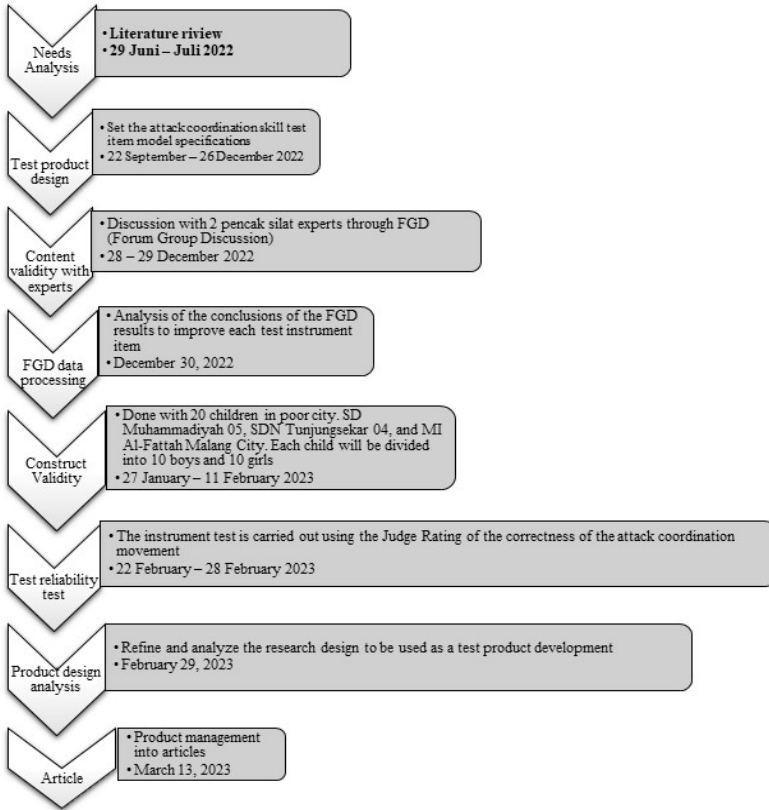 Needs
Analysis
• Literature riview
• 29 Juni – Juli 2022
Test product
design
• Set the attack coordination skill test
item model specifications
• 22 September – 26 December 2022
Content
validity with
experts
• Discussion with 2 pencak silat experts through FGD
(Forum Group Discussion)
• 28 – 29 December 2022
FGD data
processing
• Analysis of the conclusions of the FGD
results to improve each test instrument
item
• December 30, 2022
Construct
Validity
• Done with 20 children in poor city. SD
Muhammadiyah 05, SDN Tunjungsekar 04, and MI
Al-Fattah Malang City. Each child will be divided
into 10 boys and 10 girls
• 27 January – 11 February 2023
Test reliability
test
• The instrument test is carried out using the Judge Rating of the correctness of the attack coordination
movement
• 22 February – 28 February 2023
Product design
analysis
• Refine and analyze the research design to be used as a test product development
• February 29, 2023
Article
• Product management
into articles
• March 13, 2023